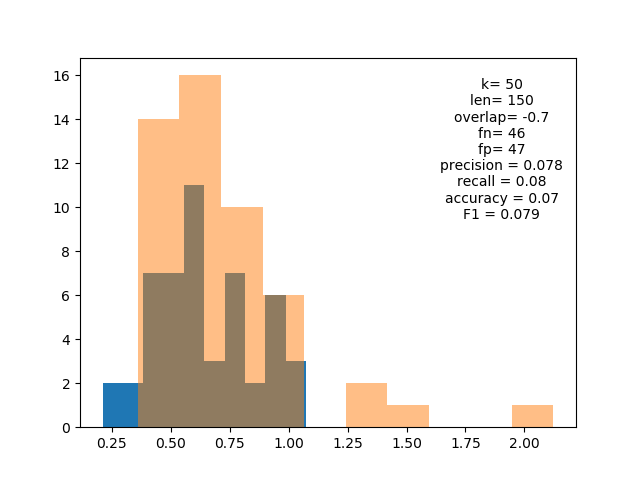 16
14
12
10
8
6
4
2
0
0.25 0.50 0.75 1.00 1.25 1.50 1.75 2.00
k= 50
len= 150
overlap= -0.7
fn= 46
fp= 47
precision = 0.078
recall = 0.08
accuracy = 0.07
F1 = 0.079